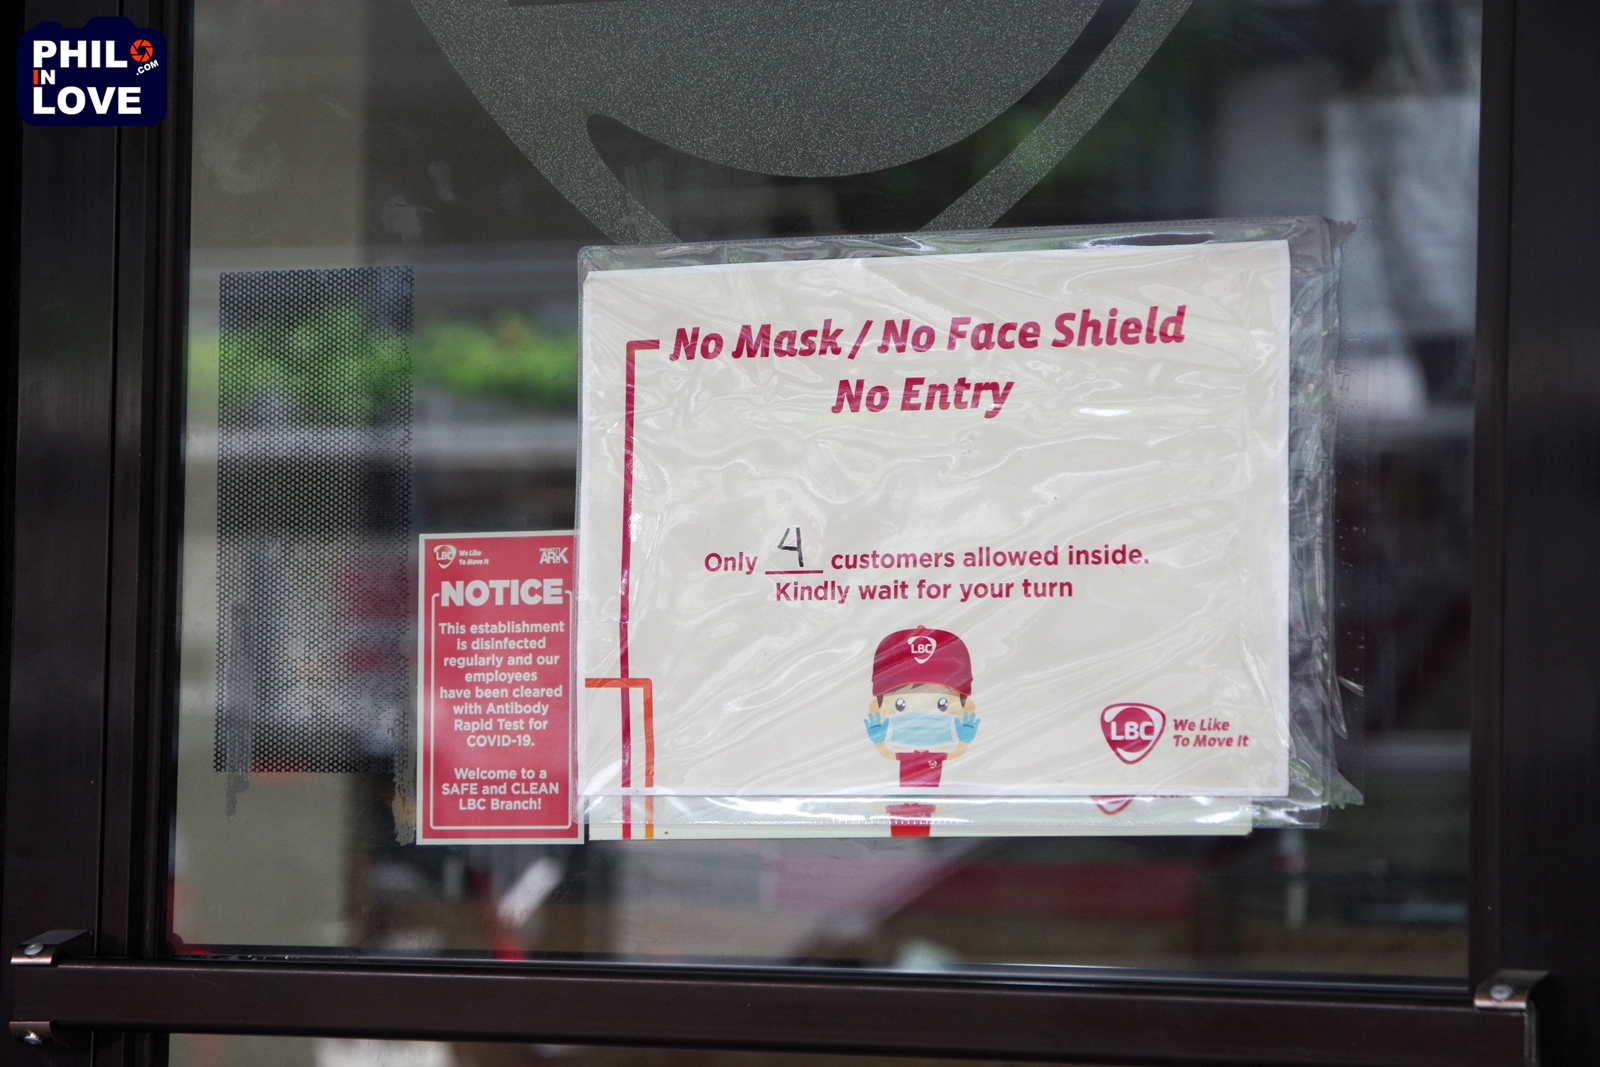 PHIL
IN
.COM
LOVE
No Mask / No Face Shield
No Entry
Only 4 customers allowed inside.
Kindly wait for your turn
LBC
LBC
We Like
To Move It
LBC
We Like
To Move It
ARK
NOTICE
This establishment
is disinfected
regularly and our
employees
have been cleared
with Antibody
Rapid Test for
COVID-19.
Welcome to a
SAFE and CLEAN
LBC Branch!